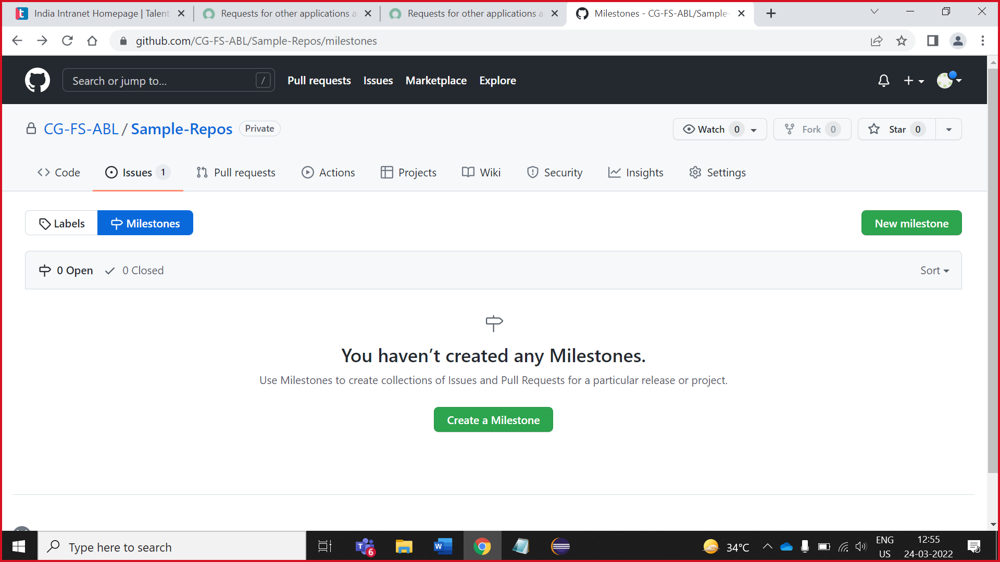 India Intranet Homepage | Talent
Requests for other applications a
Requests for other applications a
Milestones - CG-FS-ABL/Sample-
github.com/CG-FS-ABL/Sample-Repos/milestones
Search or jump to...
/
Pull requests
Issues
Marketplace
Explore
CG-FS-ABL / Sample-Repos
Private
Watch 0
Fork 0
Star 0
Code
Issues 1
Pull requests
Actions
Projects
Wiki
Security
Insights
Settings
Labels
Milestones
New milestone
0 Open
0 Closed
Sort
You haven’t created any Milestones.
Use Milestones to create collections of Issues and Pull Requests for a particular release or project.
Create a Milestone
Type here to search
6
34°C
ENG
US
12:55
24-03-2022